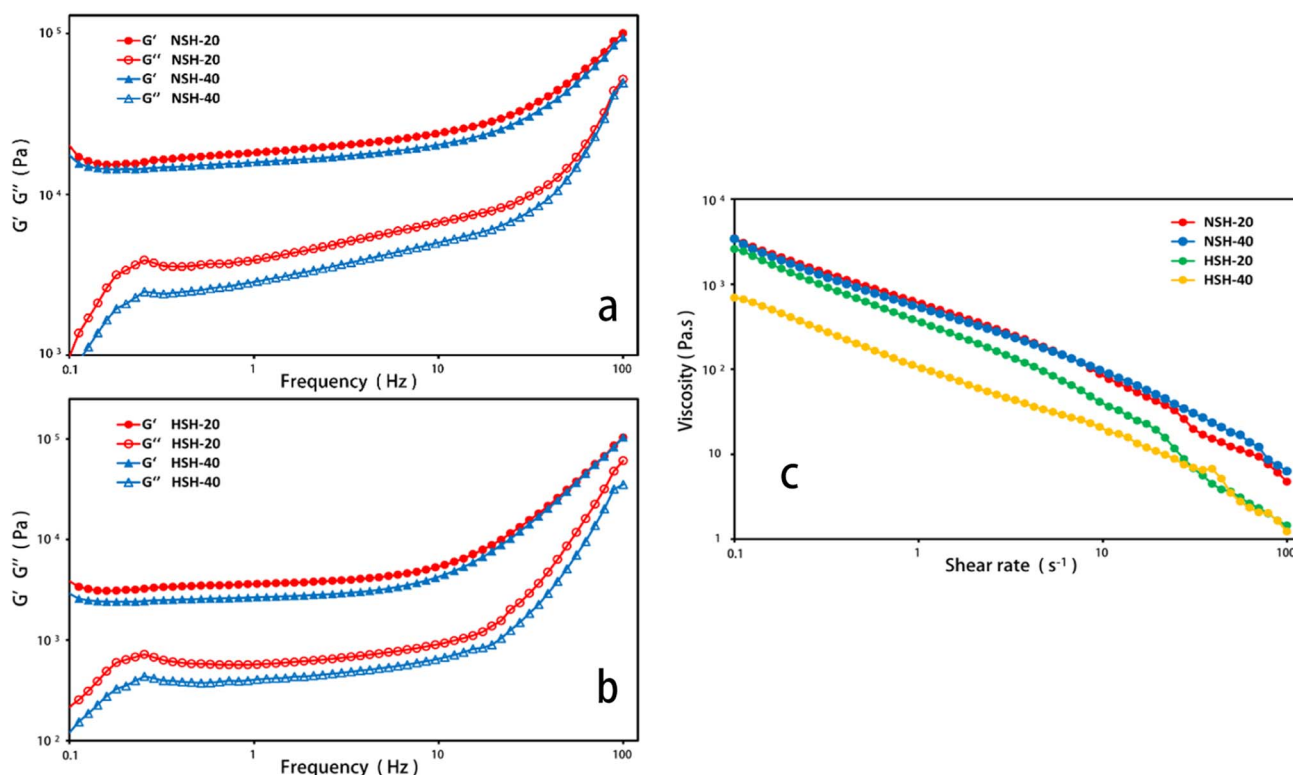 a
10⁵
10⁴
10³
G′ G″ (Pa)
G′ NSH-20
G″ NSH-20
G′ NSH-40
G″ NSH-40
0.1
1
10
100
Frequency (Hz)
b
10⁵
10⁴
10³
10²
G′ G″ (Pa)
G′ HSH-20
G″ HSH-20
G′ HSH-40
G″ HSH-40
0.1
1
10
100
Frequency (Hz)
c
10⁴
10³
10²
10
1
Viscosity (Pa.s)
NSH-20
NSH-40
HSH-20
HSH-40
0.1
1
10
100
Shear rate (s⁻¹)